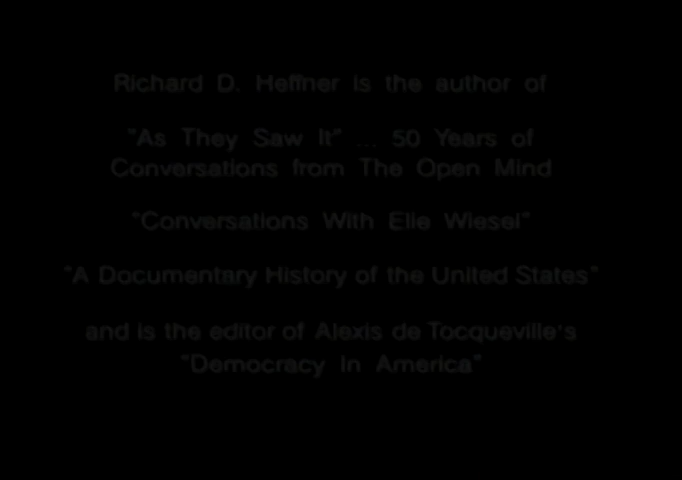 Richard D. Heffner is the author of
"As They Saw It" ... 50 Years of
Conversations from The Open Mind
"Conversations With Elie Wiesel"
"A Documentary History of the United States"
and is the editor of Alexis de Tocqueville's
"Democracy In America"